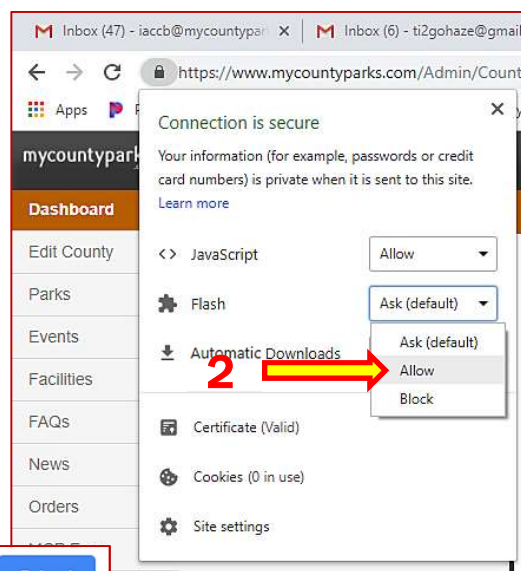 Inbox (47) - iaccb@mycountypar
Inbox (6) - ti2gohaze@gmail
https://www.mycountyparks.com/Admin/Count
Apps
Connection is secure
Your information (for example, passwords or credit
card numbers) is private when it is sent to this site.
Learn more
mycountypark
Dashboard
Edit County
Parks
Events
Facilities
FAQs
News
Orders
JavaScript
Allow
Flash
Ask (default)
Ask (default)
Allow
Block
Automatic Downloads
2
Certificate (Valid)
Cookies (0 in use)
Site settings